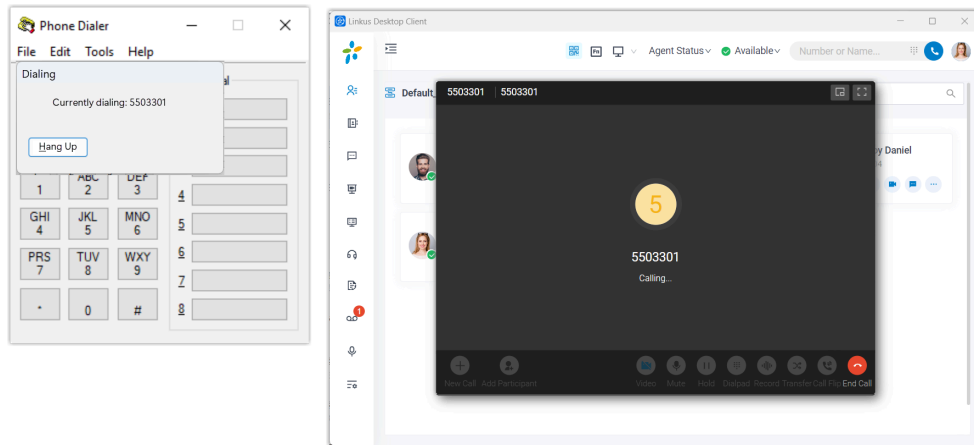 Phone Dialer
File Edit Tools Help
Dialing
Currently dialing: 5503301
Hang Up
1
ABC
2
DEF
3
GHI
4
JKL
5
MNO
6
PRS
7
TUV
8
WXY
9
*
0
#
4
5
6
7
8
Linkus Desktop Client
Agent Status
Available
Number or Name...
Default
5503301 5503301
5
5503301
Calling...
New Call Add Participant Video Mute Hold Dialpad Record Transfer Call Flip End Call
Daniel
1